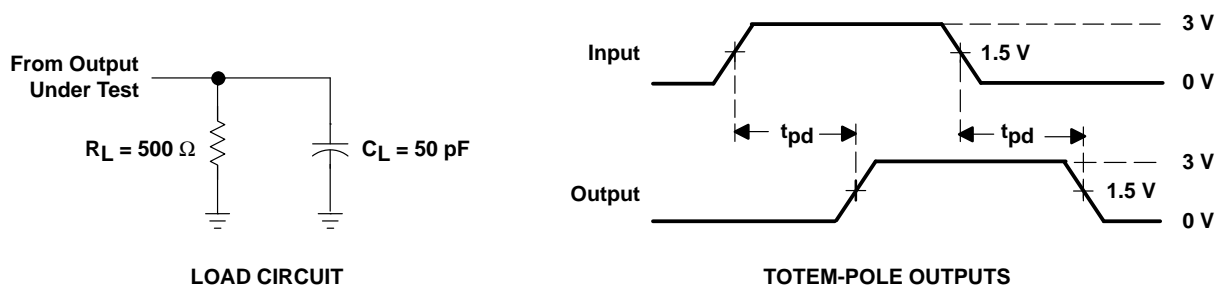 From Output
Under Test
RL = 500 Ω
CL = 50 pF
LOAD CIRCUIT
Input
3 V
1.5 V
0 V
tpd
tpd
Output
3 V
1.5 V
0 V
TOTEM-POLE OUTPUTS